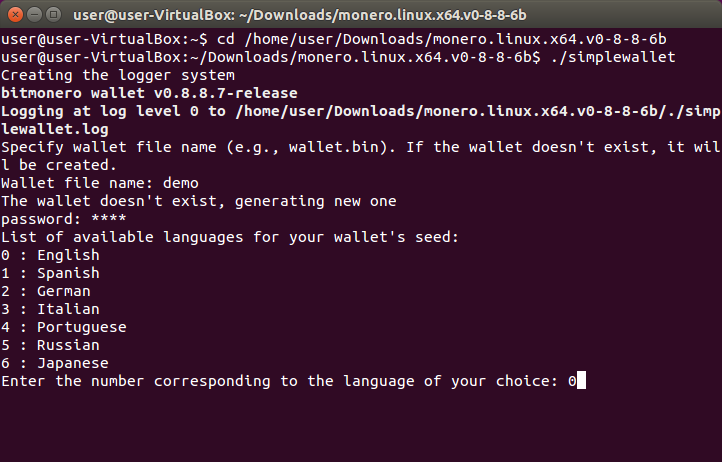 user@user-VirtualBox: ~/Downloads/monero.linux.x64.v0-8-8-6b
user@user-VirtualBox:~$ cd /home/user/Downloads/monero.linux.x64.v0-8-8-6b
user@user-VirtualBox:~/Downloads/monero.linux.x64.v0-8-8-6b$ ./simplewallet
Creating the logger system
bitmonero wallet v0.8.8.7-release
Logging at log level 0 to /home/user/Downloads/monero.linux.x64.v0-8-8-6b/./simp
lewallet.log
Specify wallet file name (e.g., wallet.bin). If the wallet doesn't exist, it wil
l be created.
Wallet file name: demo
The wallet doesn't exist, generating new one
password: ****
List of available languages for your wallet's seed:
0 : English
1 : Spanish
2 : German
3 : Italian
4 : Portuguese
5 : Russian
6 : Japanese
Enter the number corresponding to the language of your choice: 0